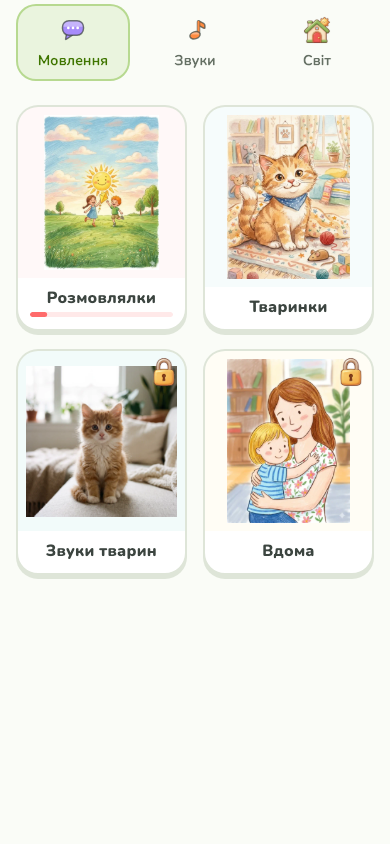 Мовлення
Звуки
Світ
Розмовлялки
Тваринки
Звуки тварин
Вдома